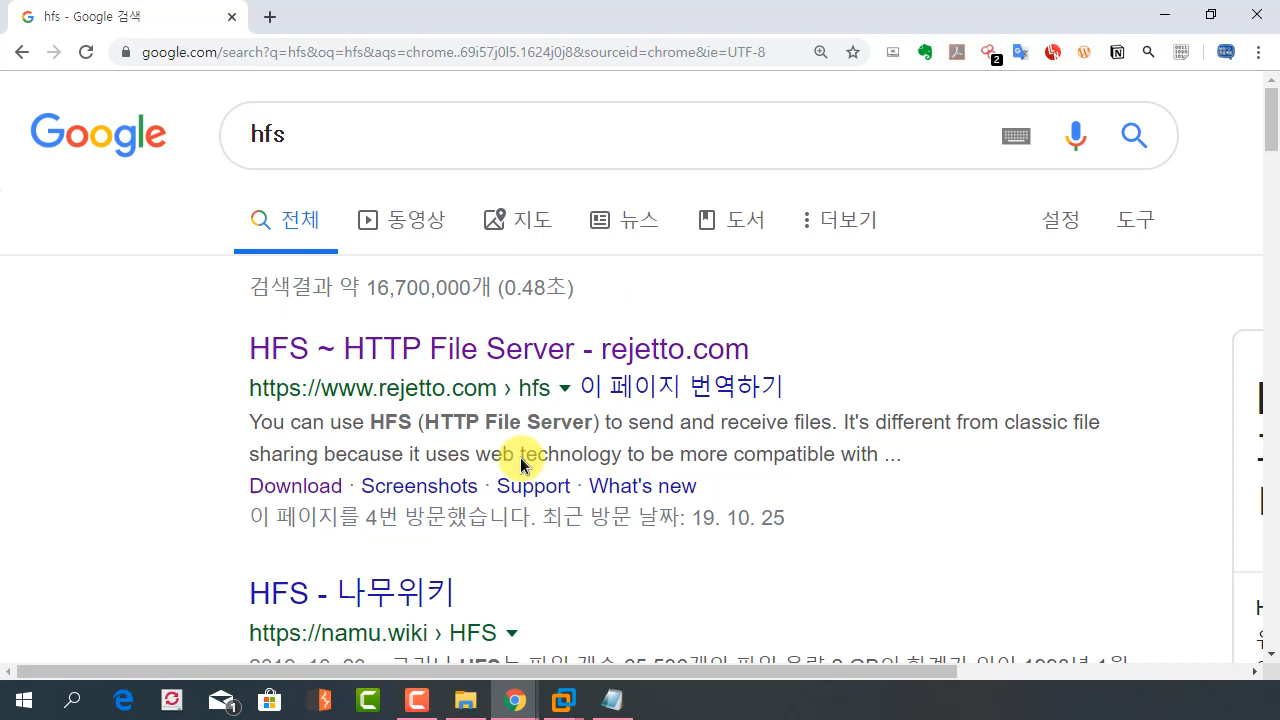 hfs - Google 검색
google.com/search?q=hfs&oq=hfs&aqs=chrome..69i57j0l5.1624j0j8&sourceid=chrome&ie=UTF-8
2
Google
hfs
전체 동영상 지도 뉴스 도서 더보기 설정 도구
검색결과 약 16,700,000개 (0.48초)
HFS ~ HTTP File Server - rejetto.com
https://www.rejetto.com › hfs 이 페이지 번역하기
You can use HFS (HTTP File Server) to send and receive files. It's different from classic file
sharing because it uses web technology to be more compatible with ...
Download · Screenshots · Support · What's new
이 페이지를 4번 방문했습니다. 최근 방문 날짜: 19. 10. 25
HFS - 나무위키
https://namu.wiki › HFS
1